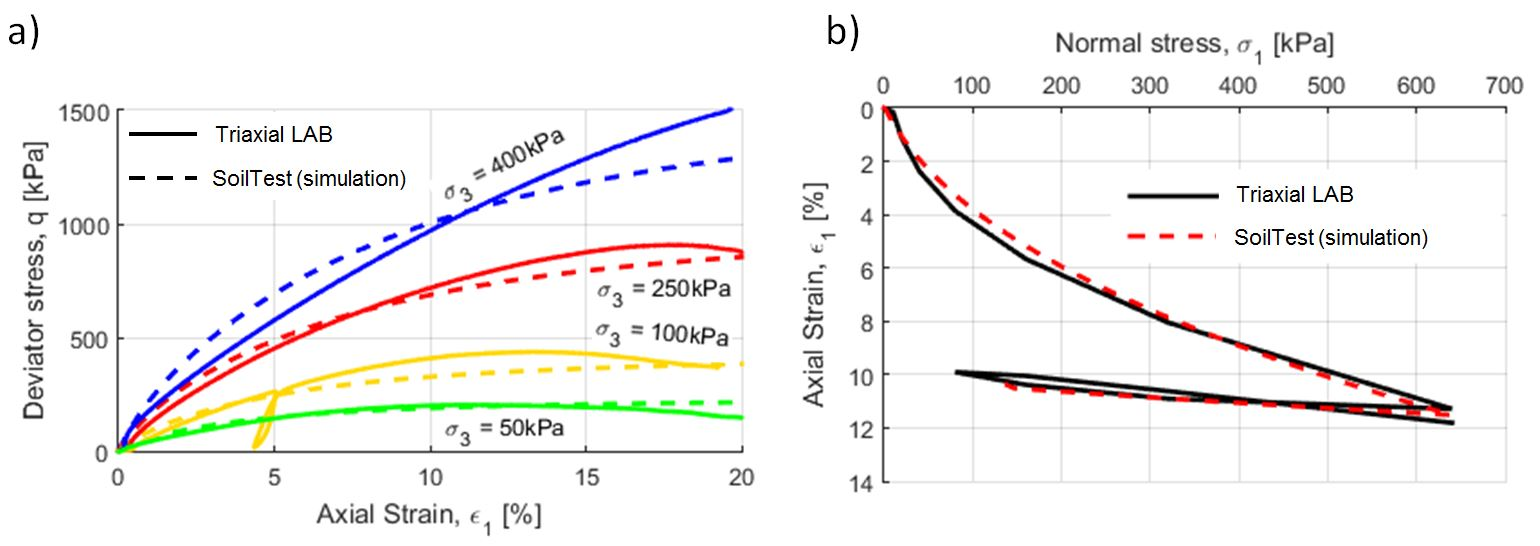 a)
1500
1000
500
0
0
5
10
15
20
Deviator stress, q [kPa]
Axial Strain, ϵ₁ [%]
Triaxial LAB
SoilTest (simulation)
σ₃ = 400kPa
σ₃ = 250kPa
σ₃ = 100kPa
σ₃ = 50kPa
b)
Normal stress, σ₁ [kPa]
0
100
200
300
400
500
600
700
0
2
4
6
8
10
12
14
Axial Strain, ϵ₁ [%]
Triaxial LAB
SoilTest (simulation)